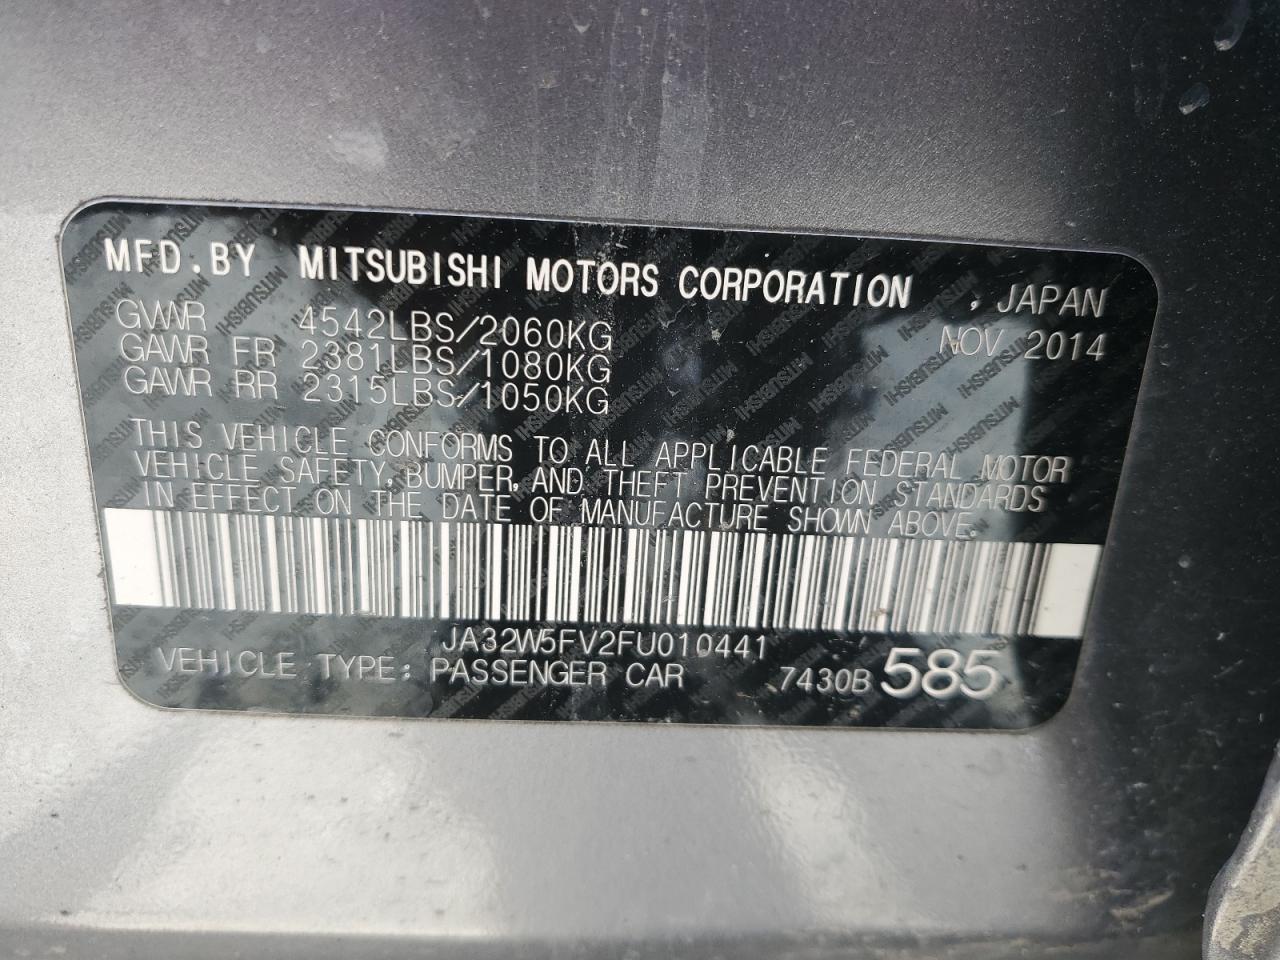 MFD.BY MITSUBISHI MOTORS CORPORATION , JAPAN
GVWR 4542LBS/2060KG NOV 2014
GAWR FR 2381LBS/1080KG
GAWR RR 2315LBS/1050KG
THIS VEHICLE CONFORMS TO ALL APPLICABLE FEDERAL MOTOR
VEHICLE SAFETY, BUMPER, AND THEFT PREVENTION STANDARDS
IN EFFECT ON THE DATE OF MANUFACTURE SHOWN ABOVE.
JA32W5FV2FU010441
VEHICLE TYPE: PASSENGER CAR 7430B 585